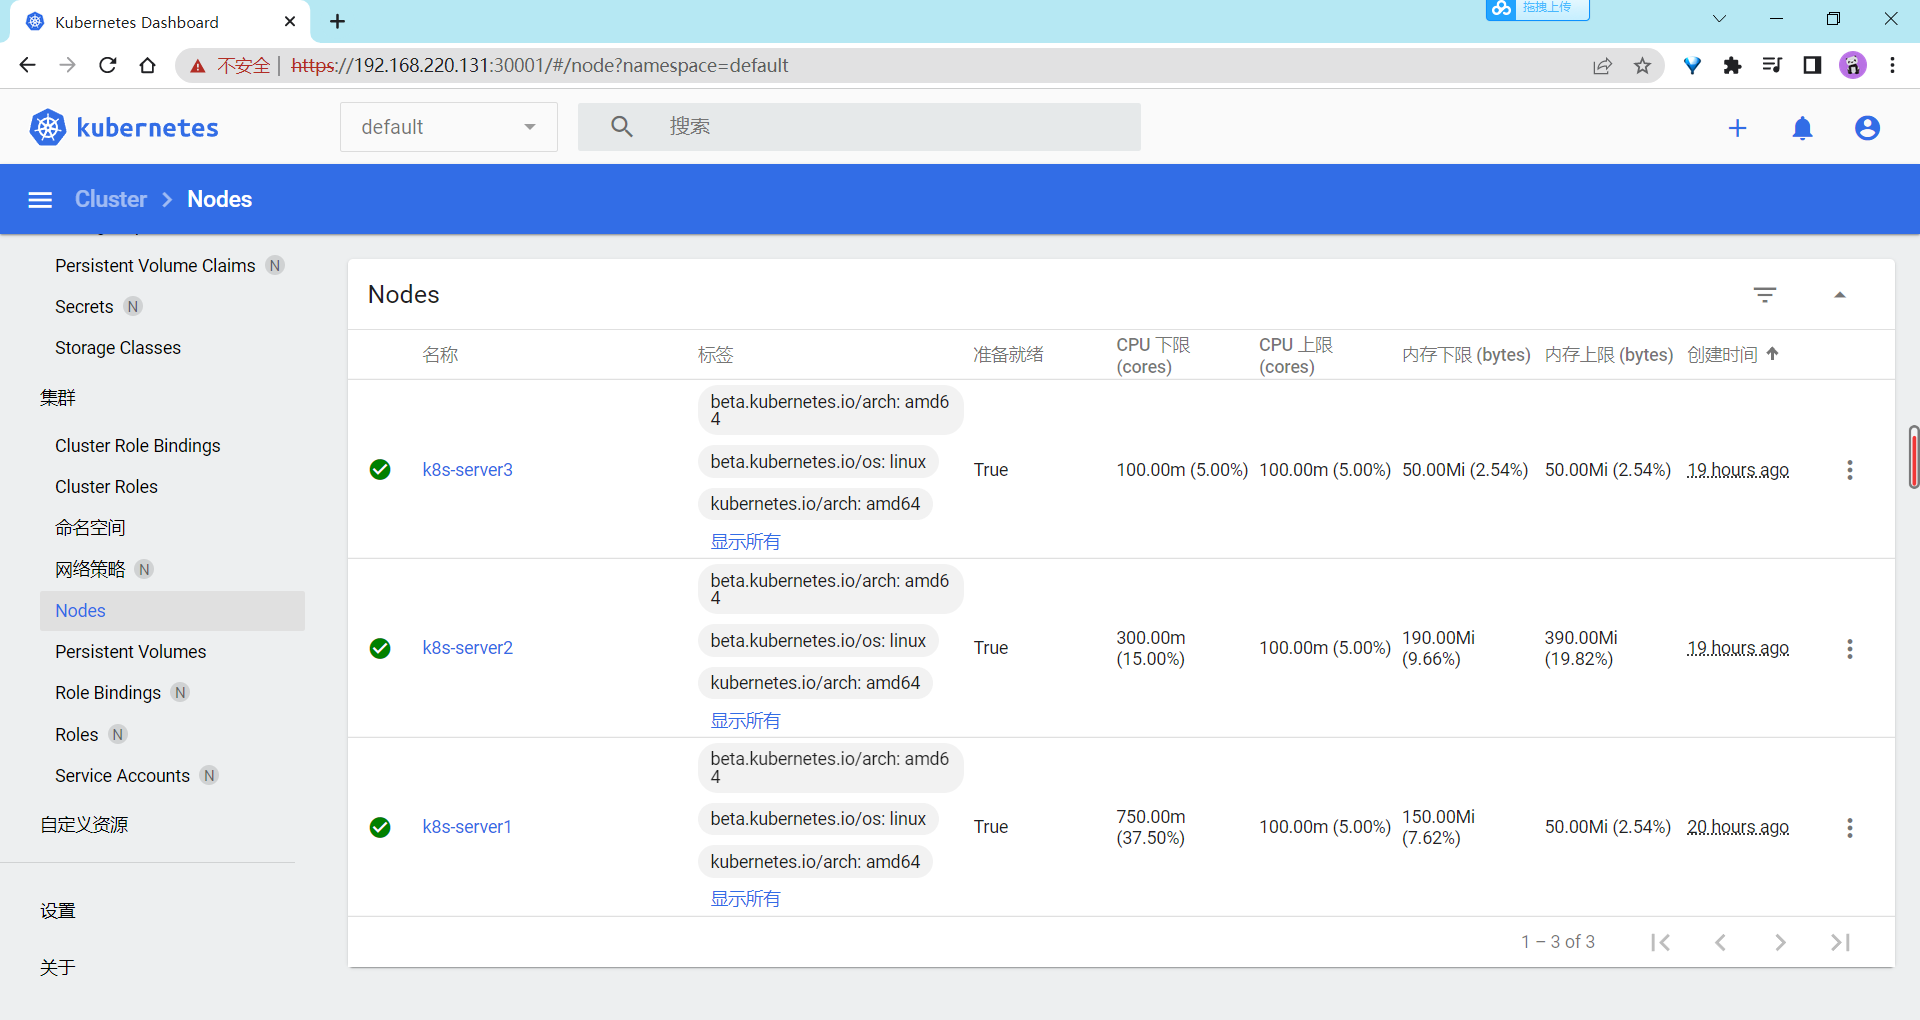 Kubernetes Dashboard
拖拽上传
不安全 | https://192.168.220.131:30001/#/node?namespace=default
kubernetes
default
搜索
Cluster
Nodes
Persistent Volume Claims N
Secrets N
Storage Classes
集群
Cluster Role Bindings
Cluster Roles
命名空间
网络策略 N
Nodes
Persistent Volumes
Role Bindings N
Roles N
Service Accounts N
自定义资源
设置
关于
Nodes
名称
标签
准备就绪
CPU 下限
(cores)
CPU 上限
(cores)
内存下限 (bytes)
内存上限 (bytes)
创建时间
k8s-server3
beta.kubernetes.io/arch: amd6
4
beta.kubernetes.io/os: linux
kubernetes.io/arch: amd64
显示所有
True
100.00m (5.00%)
100.00m (5.00%)
50.00Mi (2.54%)
50.00Mi (2.54%)
19 hours ago
k8s-server2
beta.kubernetes.io/arch: amd6
4
beta.kubernetes.io/os: linux
kubernetes.io/arch: amd64
显示所有
True
300.00m
(15.00%)
100.00m (5.00%)
190.00Mi
(9.66%)
390.00Mi
(19.82%)
19 hours ago
k8s-server1
beta.kubernetes.io/arch: amd6
4
beta.kubernetes.io/os: linux
kubernetes.io/arch: amd64
显示所有
True
750.00m
(37.50%)
100.00m (5.00%)
150.00Mi
(7.62%)
50.00Mi (2.54%)
20 hours ago
1 – 3 of 3